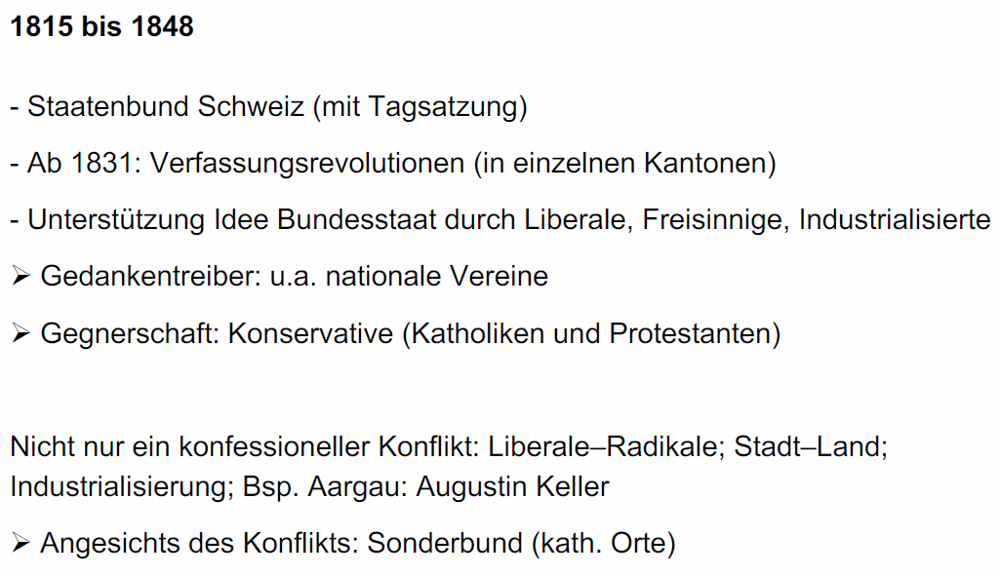 1815 bis 1848
- Staatenbund Schweiz (mit Tagsatzung)
- Ab 1831: Verfassungsrevolutionen (in einzelnen Kantonen)
- Unterstützung Idee Bundesstaat durch Liberale, Freisinnige, Industrialisierte
➢ Gedankentreiber: u.a. nationale Vereine
➢ Gegnerschaft: Konservative (Katholiken und Protestanten)
Nicht nur ein konfessioneller Konflikt: Liberale–Radikale; Stadt–Land;
Industrialisierung; Bsp. Aargau: Augustin Keller
➢ Angesichts des Konflikts: Sonderbund (kath. Orte)